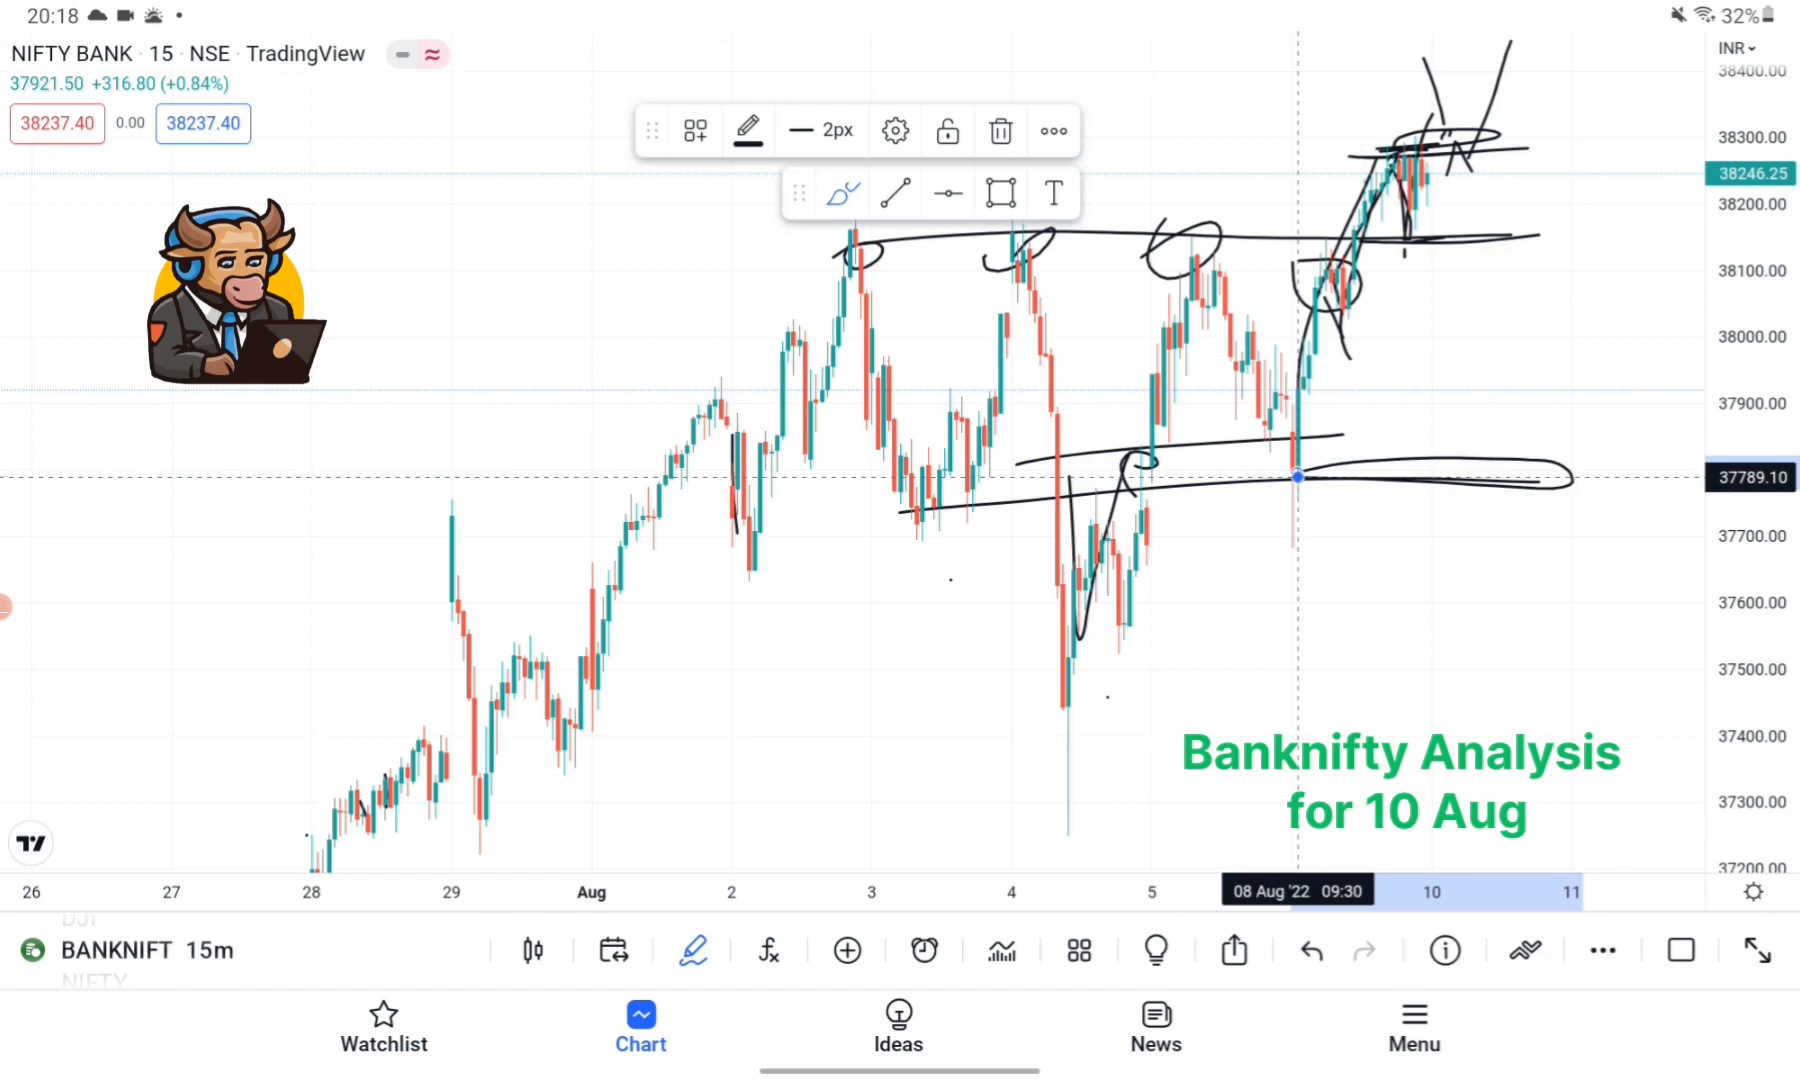 20:18
32%
NIFTY BANK · 15 · NSE · TradingView
37921.50 +316.80 (+0.84%)
38237.40 0.00 38237.40
2px
T
INR
38400.00
38300.00
38246.25
38200.00
38100.00
38000.00
37900.00
37789.10
37700.00
37600.00
37500.00
37400.00
37300.00
37200.00
Banknifty Analysis
for 10 Aug
26 27 28 29 Aug 2 3 4 5 08 Aug '22 09:30 10 11
DJI
BANKNIFT 15m
NIFTY
Watchlist Chart Ideas News Menu